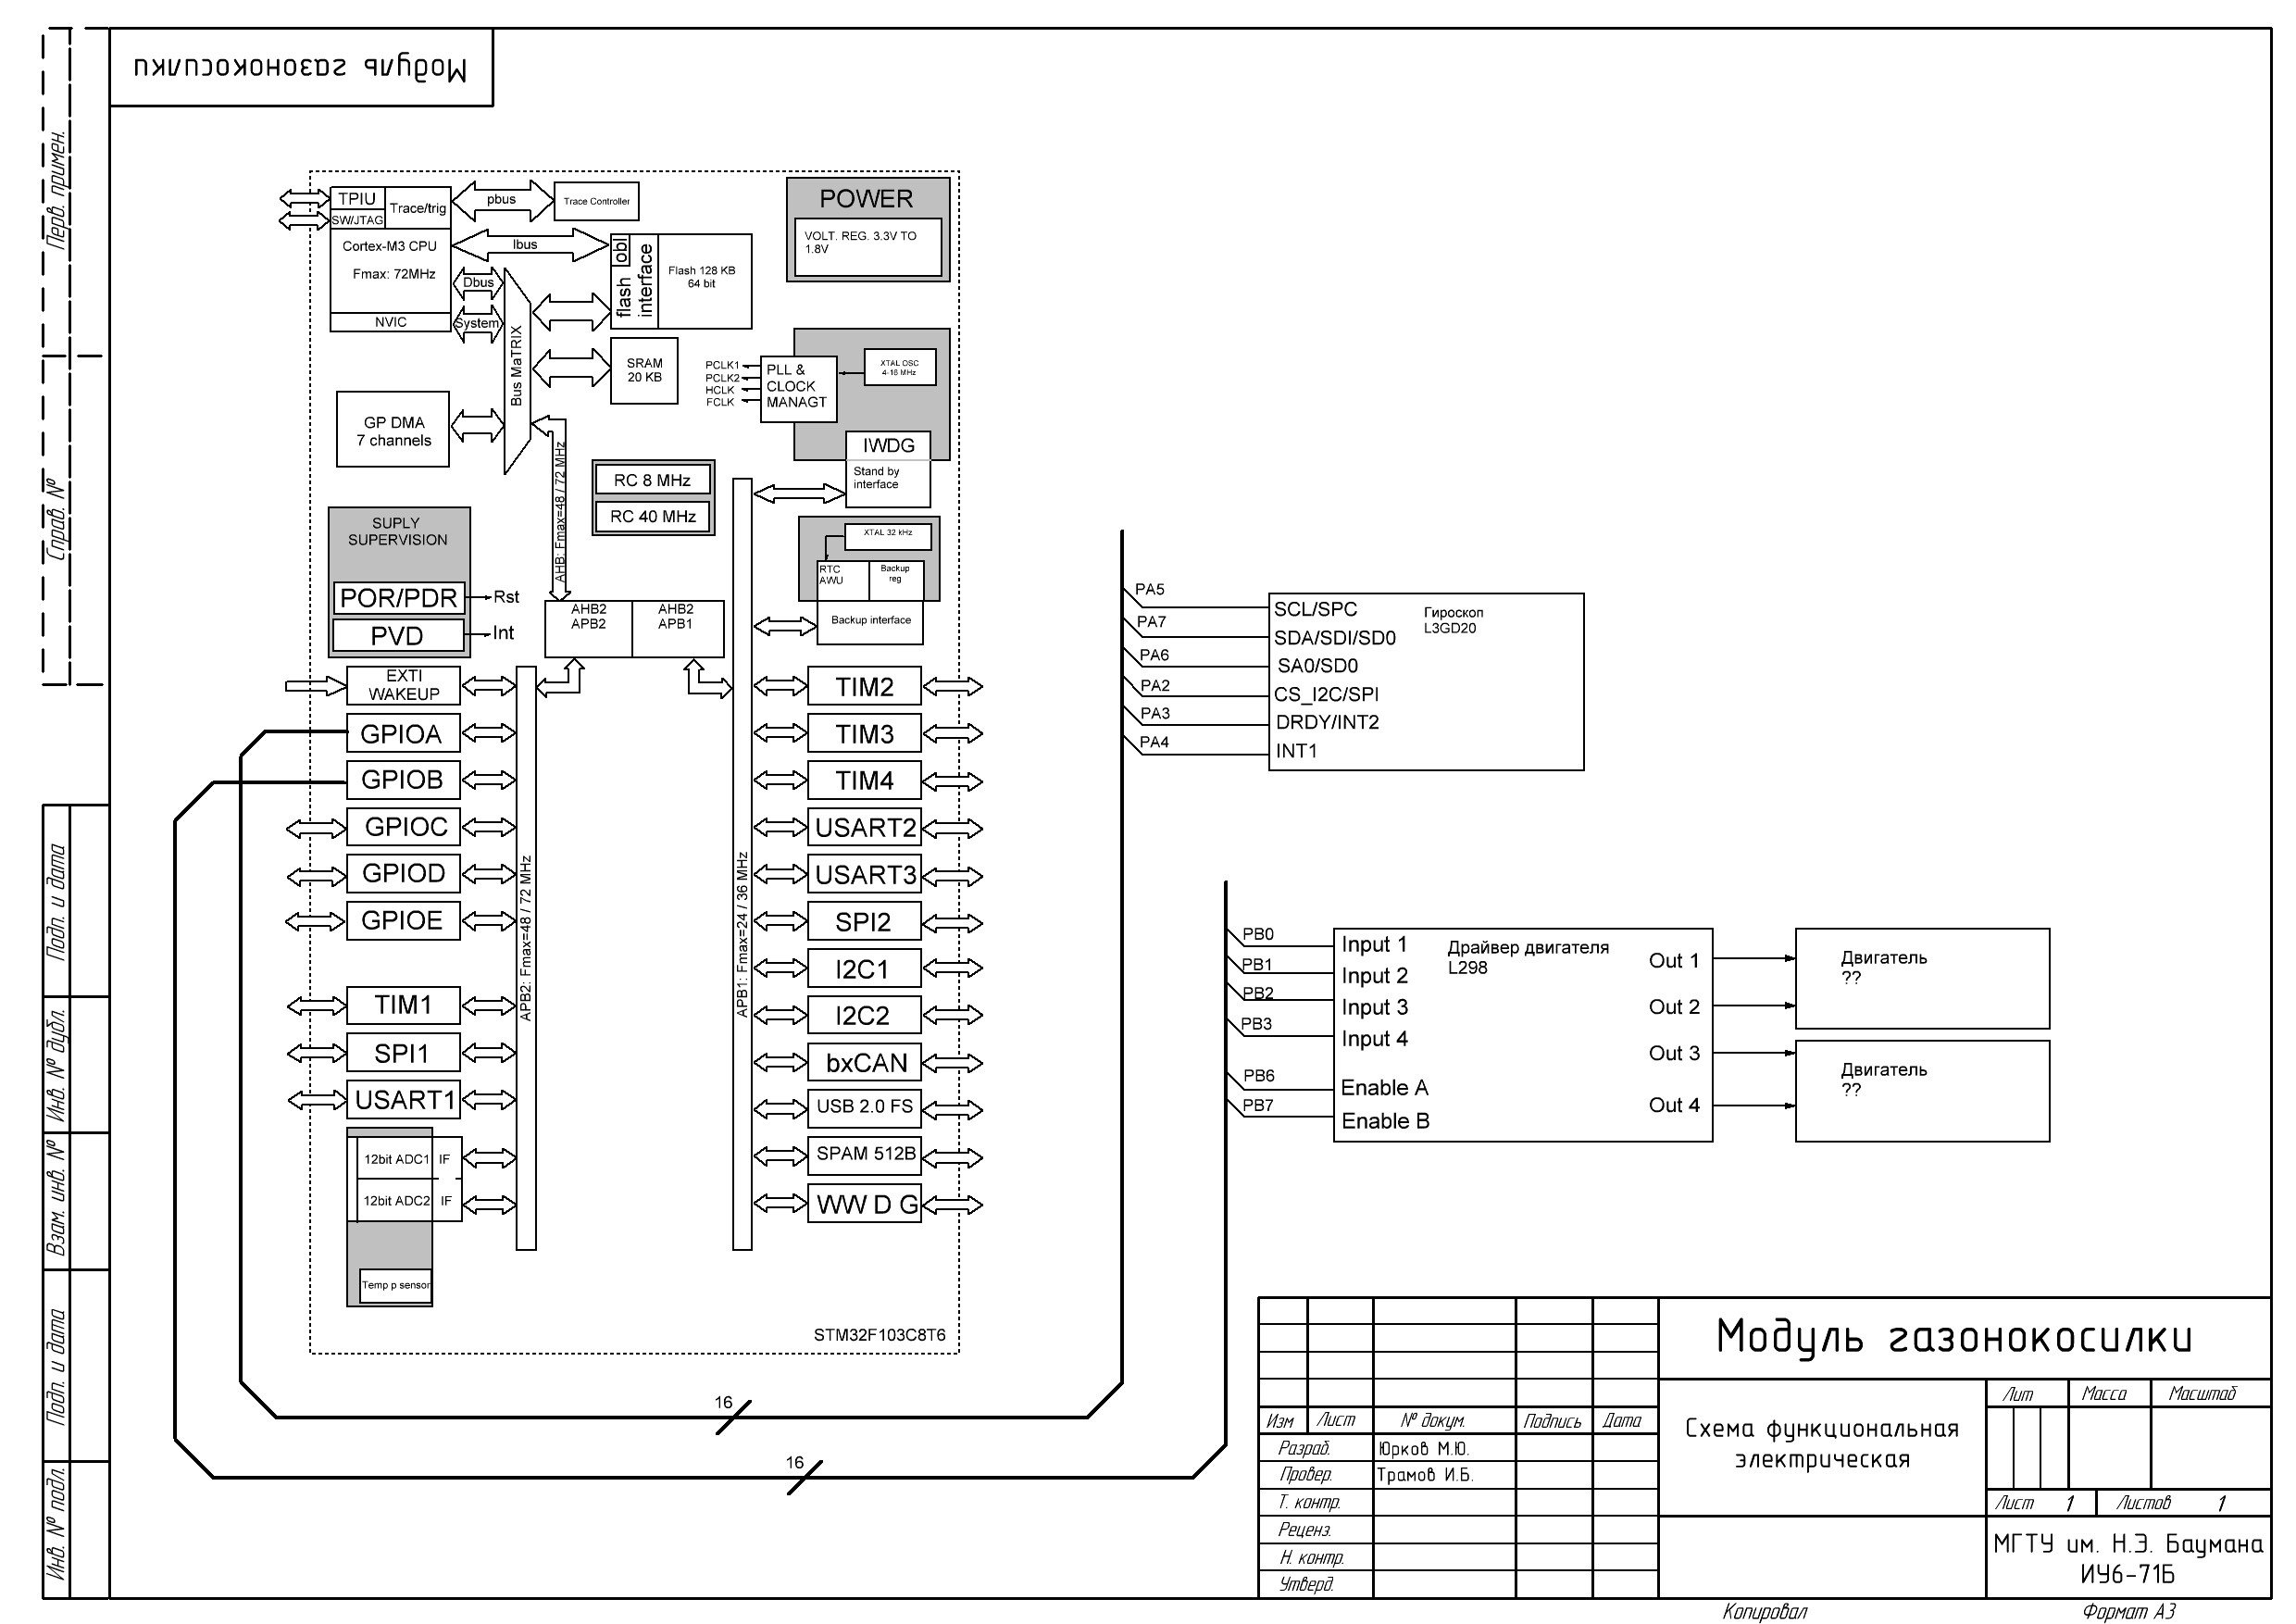 Модуль газонокосилки
Перв. примен.
Справ. №
Подп. и дата
Инв. № дубл.
Взам. инв. №
Подп. и дата
Инв. № подл.
TPIU
SW/JTAG
Trace/trig
pbus
Trace Controller
Cortex-M3 CPU
Fmax: 72MHz
NVIC
Ibus
Dbus
System
Bus MaTRIX
obl
flash interface
Flash 128 KB
64 bit
SRAM
20 KB
GP DMA
7 channels
AHB: Fmax=48 / 72 MHz
POWER
VOLT. REG. 3.3V TO
1.8V
PCLK1
PCLK2
HCLK
FCLK
PLL &
CLOCK
MANAGT
XTAL OSC
4-16 MHz
IWDG
Stand by
interface
RC 8 MHz
RC 40 MHz
SUPLY
SUPERVISION
POR/PDR
Rst
PVD
Int
XTAL 32 kHz
RTC
AWU
Backup
reg
Backup interface
AHB2
APB2
AHB2
APB1
EXTI
WAKEUP
GPIOA
GPIOB
GPIOC
GPIOD
GPIOE
TIM1
SPI1
USART1
12bit ADC1
IF
12bit ADC2
IF
Temp p sensor
APB2: Fmax=48 / 72 MHz
APB1: Fmax=24 / 36 MHz
TIM2
TIM3
TIM4
USART2
USART3
SPI2
I2C1
I2C2
bxCAN
USB 2.0 FS
SPAM 512B
WW D G
STM32F103C8T6
16
16
PA5
PA7
PA6
PA2
PA3
PA4
SCL/SPC
SDA/SDI/SD0
SA0/SD0
CS_I2C/SPI
DRDY/INT2
INT1
Гироскоп
L3GD20
PB0
PB1
PB2
PB3
PB6
PB7
Input 1
Input 2
Input 3
Input 4
Enable A
Enable B
Драйвер двигателя
L298
Out 1
Out 2
Out 3
Out 4
Двигатель
??
Двигатель
??
Модуль газонокосилки
Схема функциональная
электрическая
Лит Масса Масштаб
Изм Лист № докум. Подпись Дата
Разраб. Юрков М.Ю.
Провер. Трамов И.Б.
Т. контр.
Реценз.
Н. контр.
Утверд.
Лист 1 Листов 1
МГТУ им. Н.Э. Баумана
ИУ6-71Б
Копировал Формат А3